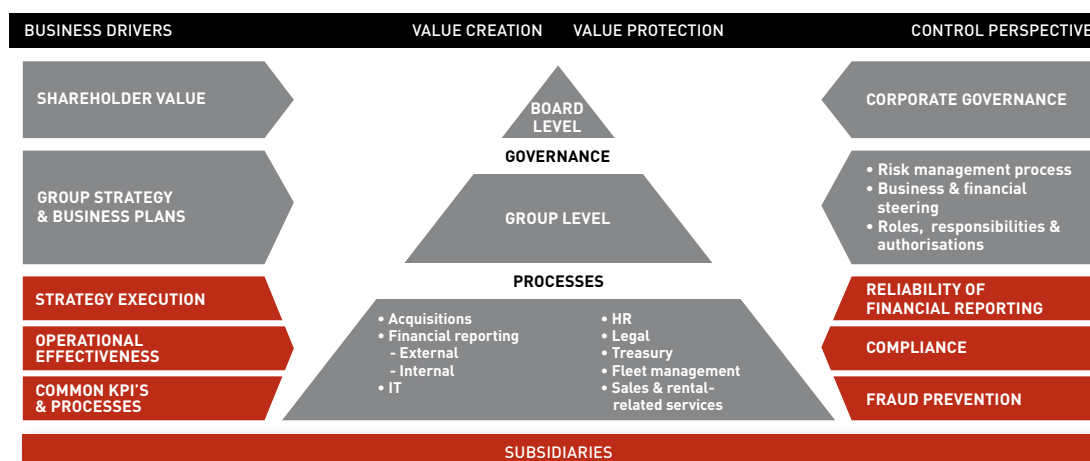 BUSINESS DRIVERS
VALUE CREATION
VALUE PROTECTION
CONTROL PERSPECTIVE
SHAREHOLDER VALUE
BOARD
LEVEL
CORPORATE GOVERNANCE
GOVERNANCE
GROUP STRATEGY
& BUSINESS PLANS
GROUP LEVEL
• Risk management process
• Business & financial
steering
• Roles, responsibilities &
authorisations
PROCESSES
STRATEGY EXECUTION
OPERATIONAL
EFFECTIVENESS
COMMON KPI'S
& PROCESSES
• Acquisitions
• Financial reporting
- External
- Internal
• IT
• HR
• Legal
• Treasury
• Fleet management
• Sales & rental-
related services
RELIABILITY OF
FINANCIAL REPORTING
COMPLIANCE
FRAUD PREVENTION
SUBSIDIARIES